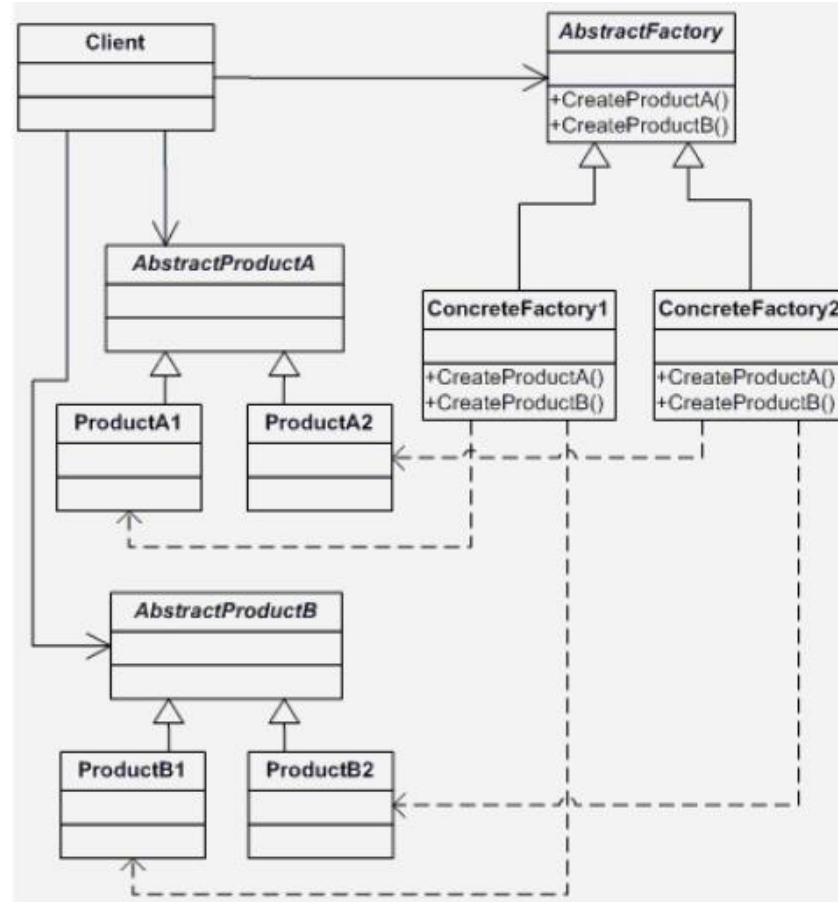 Client
AbstractFactory
+CreateProductA()
+CreateProductB()
AbstractProductA
ConcreteFactory1
ConcreteFactory2
+CreateProductA()
+CreateProductB()
+CreateProductA()
+CreateProductB()
ProductA1
ProductA2
AbstractProductB
ProductB1
ProductB2